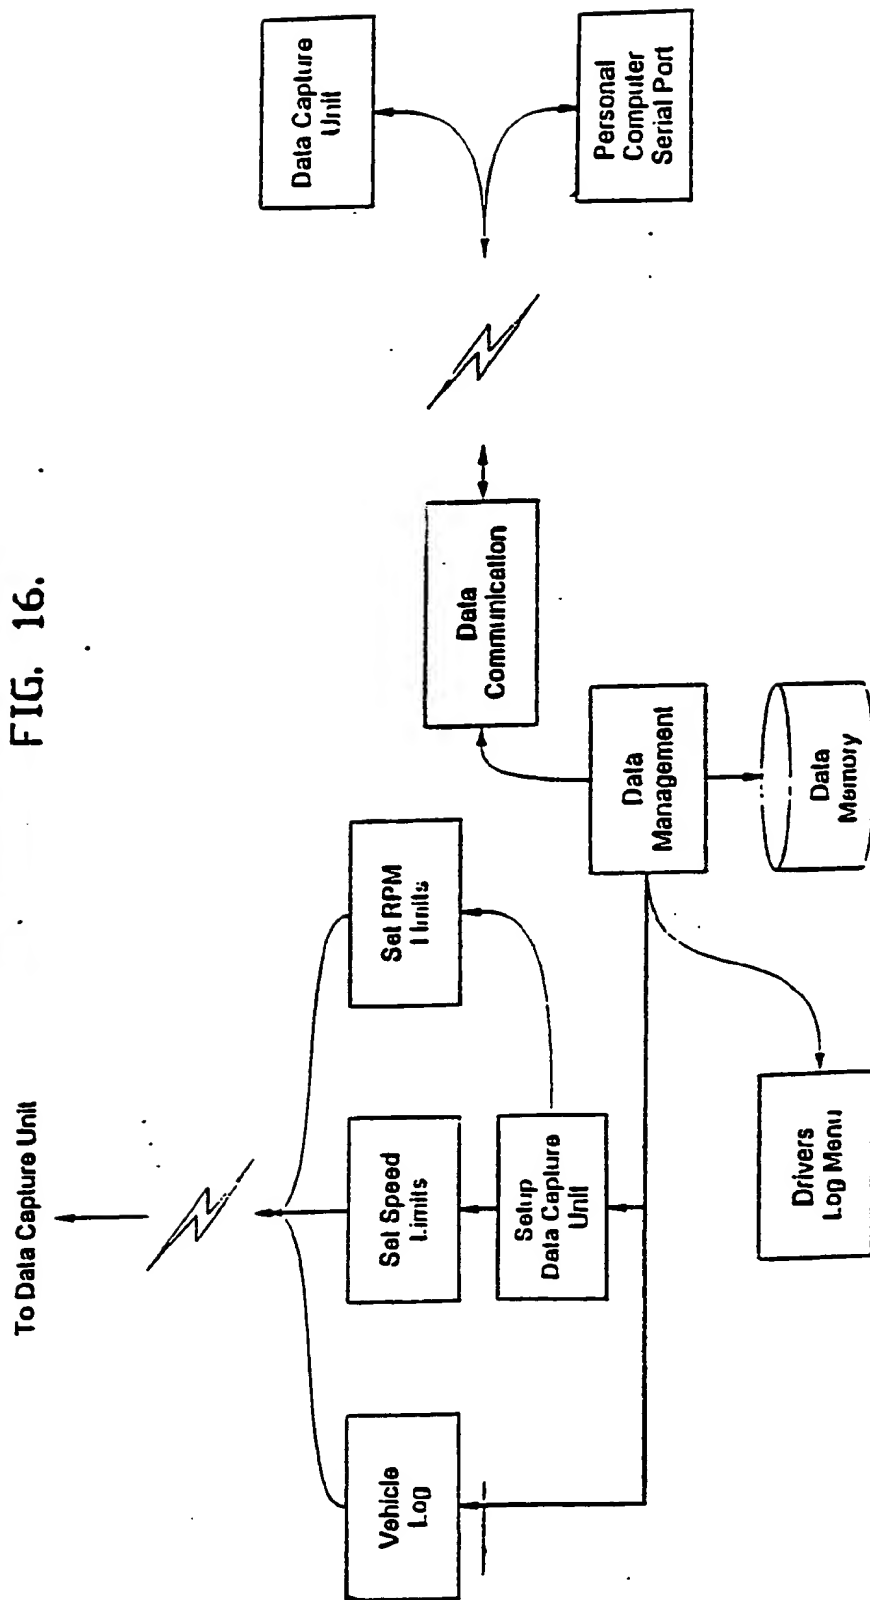 FIG. 16.
To Data Capture Unit
Vehicle
Log
Set Speed
Limits
Set RPM
Limits
Setup
Data Capture
Unit
Drivers
Log Menu
Data
Management
Data
Memory
Data
Communication
Data Capture
Unit
Personal
Computer
Serial Port